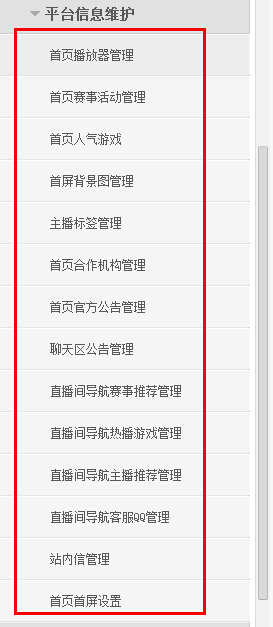 平台信息维护
首页播放器管理
首页赛事活动管理
首页人气游戏
首屏背景图管理
主播标签管理
首页合作机构管理
首页官方公告管理
聊天区公告管理
直播间导航赛事推荐管理
直播间导航热播游戏管理
直播间导航主播推荐管理
直播间导航客服QQ管理
站内信管理
首页首屏设置